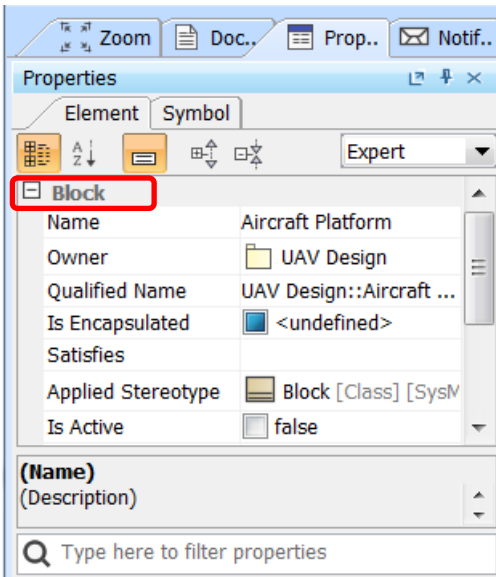 Zoom Doc.. Prop.. Notif..
Properties
Element Symbol
A Z Expert
Block
Name Aircraft Platform
Owner UAV Design
Qualified Name UAV Design::Aircraft ...
Is Encapsulated <undefined>
Satisfies
Applied Stereotype Block [Class] [SysM
Is Active false
(Name)
(Description)
Type here to filter properties